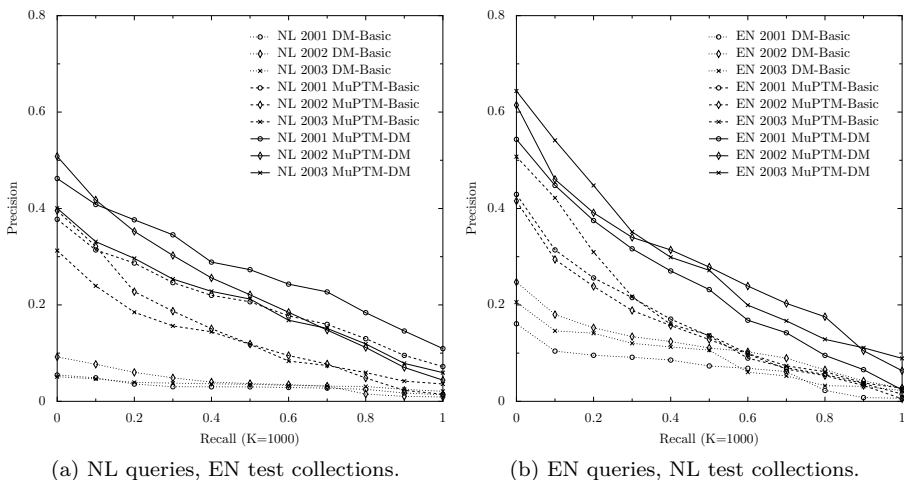 0.8
0.6
0.4
0.2
0
Precision
0 0.2 0.4 0.6 0.8 1
Recall (K=1000)
NL 2001 DM-Basic
NL 2002 DM-Basic
NL 2003 DM-Basic
NL 2001 MuPTM-Basic
NL 2002 MuPTM-Basic
NL 2003 MuPTM-Basic
NL 2001 MuPTM-DM
NL 2002 MuPTM-DM
NL 2003 MuPTM-DM
(a) NL queries, EN test collections.
0.8
0.6
0.4
0.2
0
Precision
0 0.2 0.4 0.6 0.8 1
Recall (K=1000)
EN 2001 DM-Basic
EN 2002 DM-Basic
EN 2003 DM-Basic
EN 2001 MuPTM-Basic
EN 2002 MuPTM-Basic
EN 2003 MuPTM-Basic
EN 2001 MuPTM-DM
EN 2002 MuPTM-DM
EN 2003 MuPTM-DM
(b) EN queries, NL test collections.